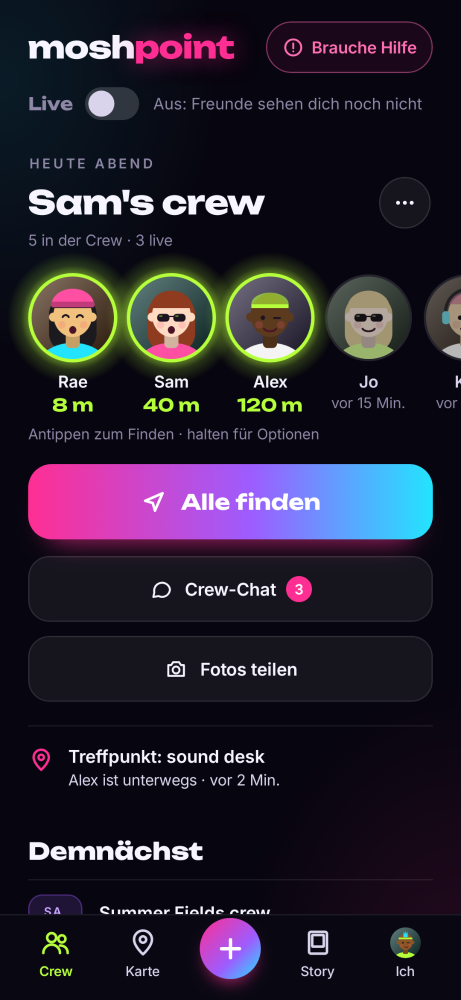 moshpoint
Brauche Hilfe
Live
Aus: Freunde sehen dich noch nicht
HEUTE ABEND
Sam's crew
5 in der Crew · 3 live
Rae
Sam
Alex
Jo
8 m
40 m
120 m
vor 15 Min.
vor
Antippen zum Finden · halten für Optionen
Alle finden
Crew-Chat 3
Fotos teilen
Treffpunkt: sound desk
Alex ist unterwegs · vor 2 Min.
Demnächst
SA
Summer Fields crew
Crew
Karte
Story
Ich